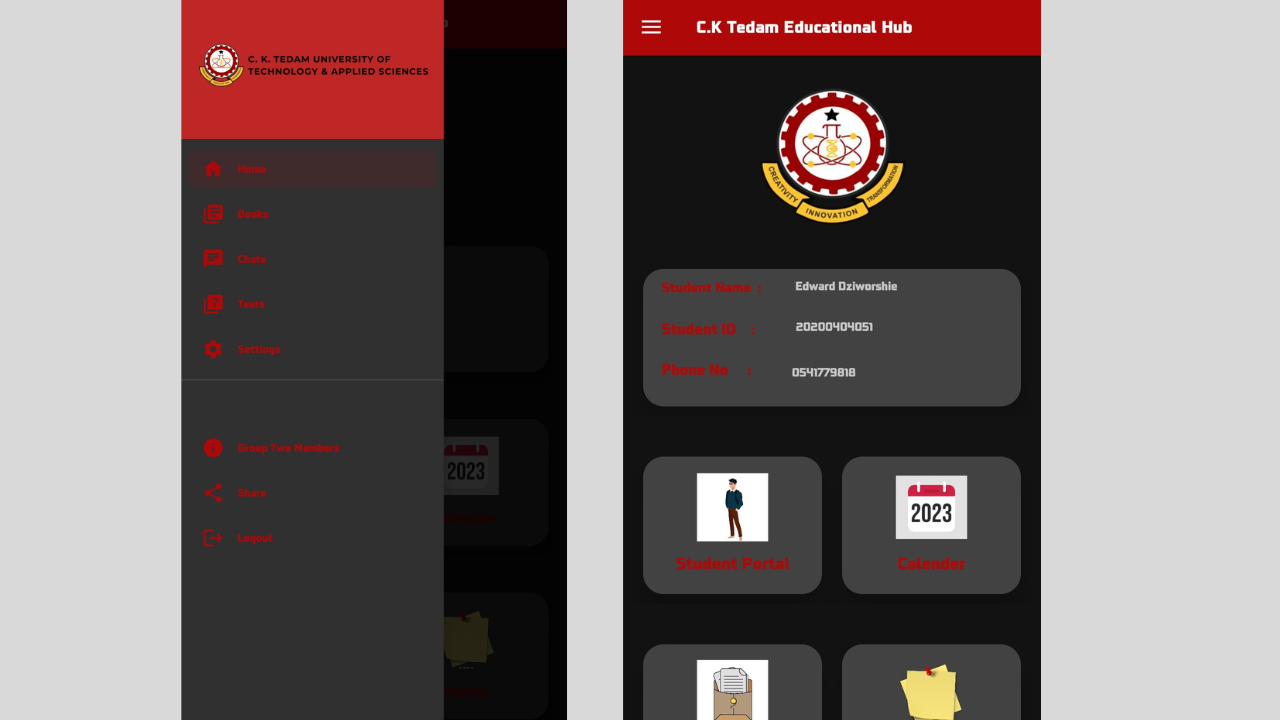 C. K. TEDAM UNIVERSITY OF
TECHNOLOGY & APPLIED SCIENCES
Home
Books
Chats
Tests
Settings
Group Two Members
Share
Logout
2023
C.K Tedam Educational Hub
CREATIVITY
INNOVATION
TRANSFORMATION
Student Name : Edward Dziworshie
Student ID : 20200404051
Phone No : 0541779818
2023
Student Portal
Calender